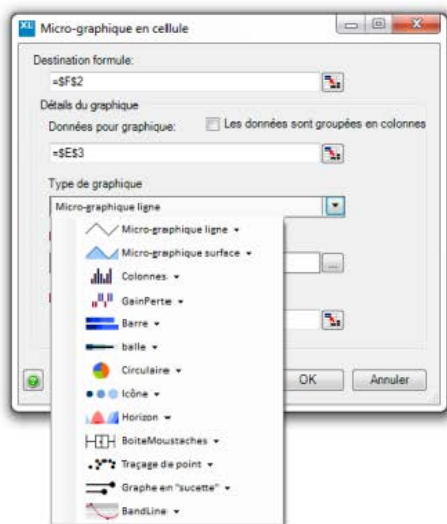 XL Micro-graphique en cellule
Destination formule:
=$F$2
Détails du graphique
Données pour graphique: Les données sont groupées en colonnes
=$E$3
Type de graphique
Micro-graphique ligne
Micro-graphique ligne
Micro-graphique surface
Colonnes
GainPerte
Barre
balle
Circulaire
...
OK Annuler
Icône
Horizon
BoiteMoustaches
Traçage de point
Graphe en "sucette"
BandLine